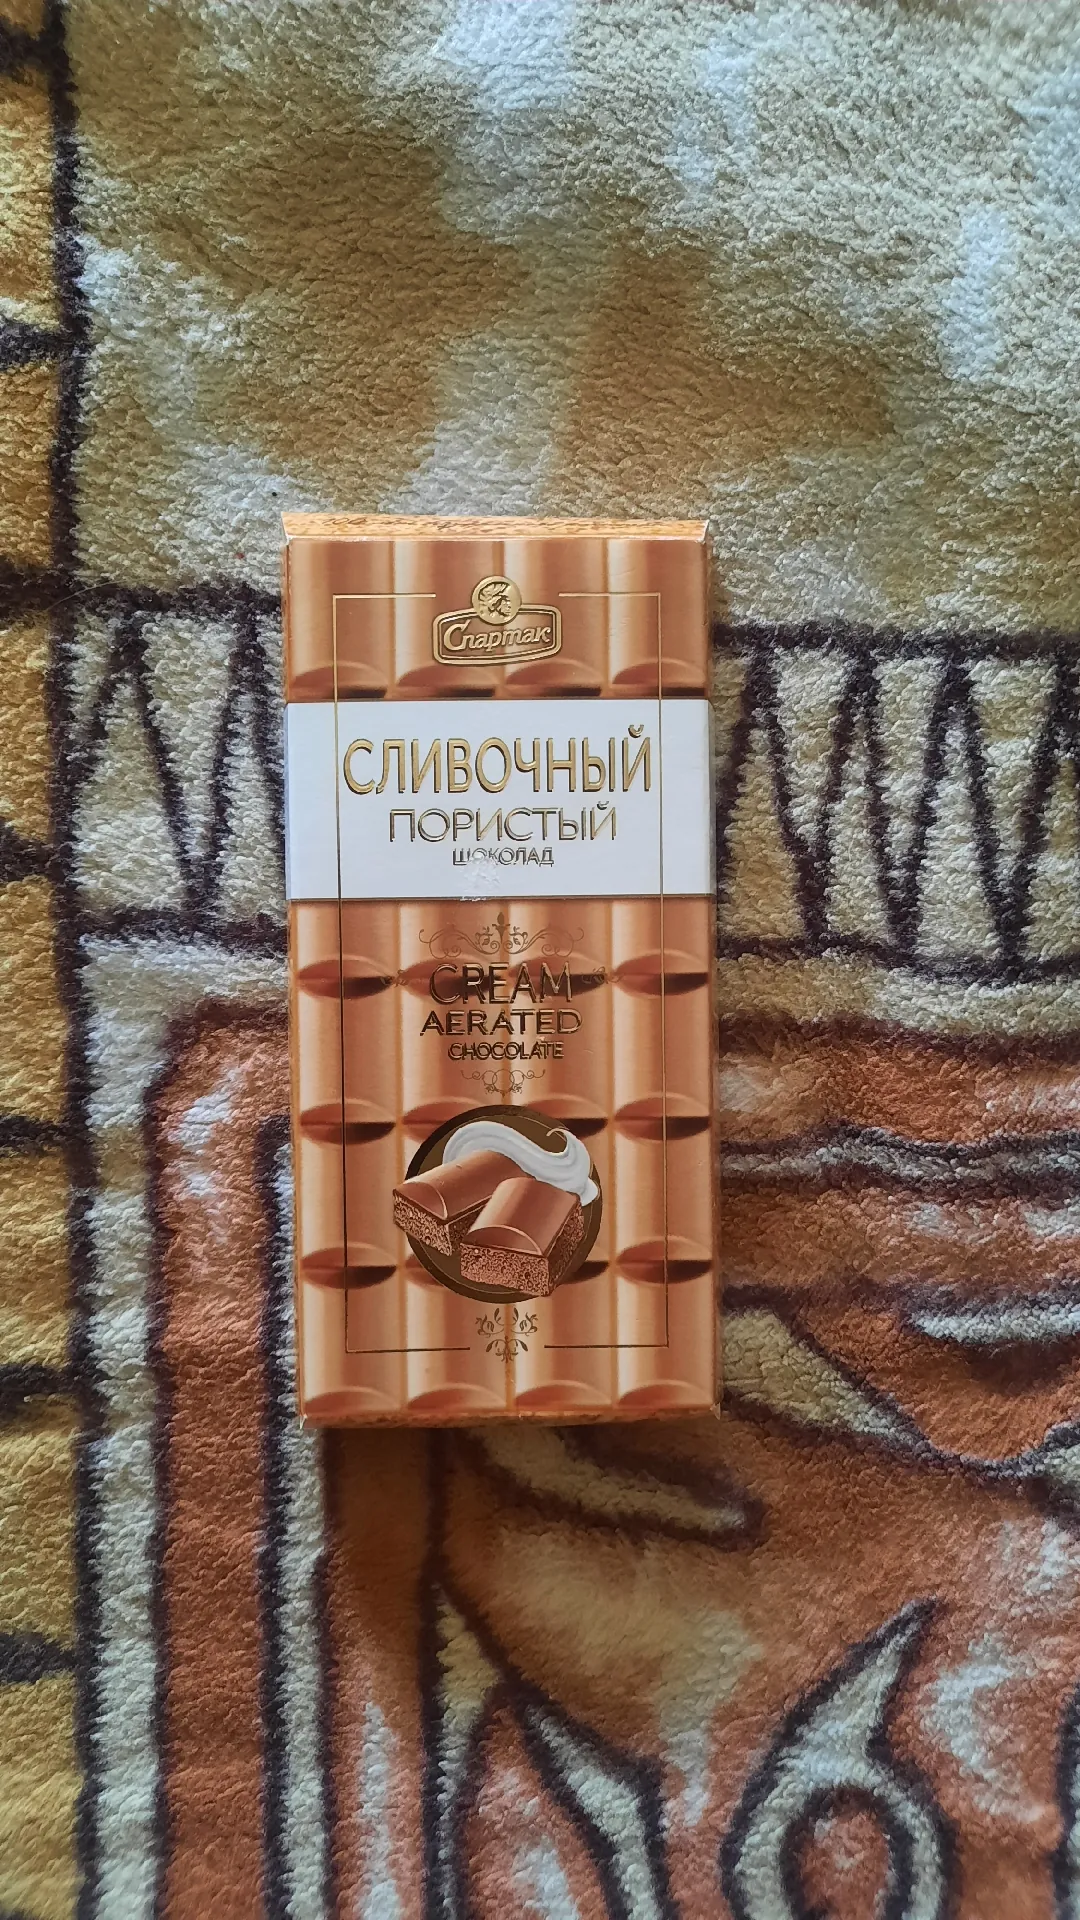 Спартак
СЛИВОЧНЫЙ
ПОРИСТЫЙ
ШОКОЛАД
CREAM
AERATED
CHOCOLATE